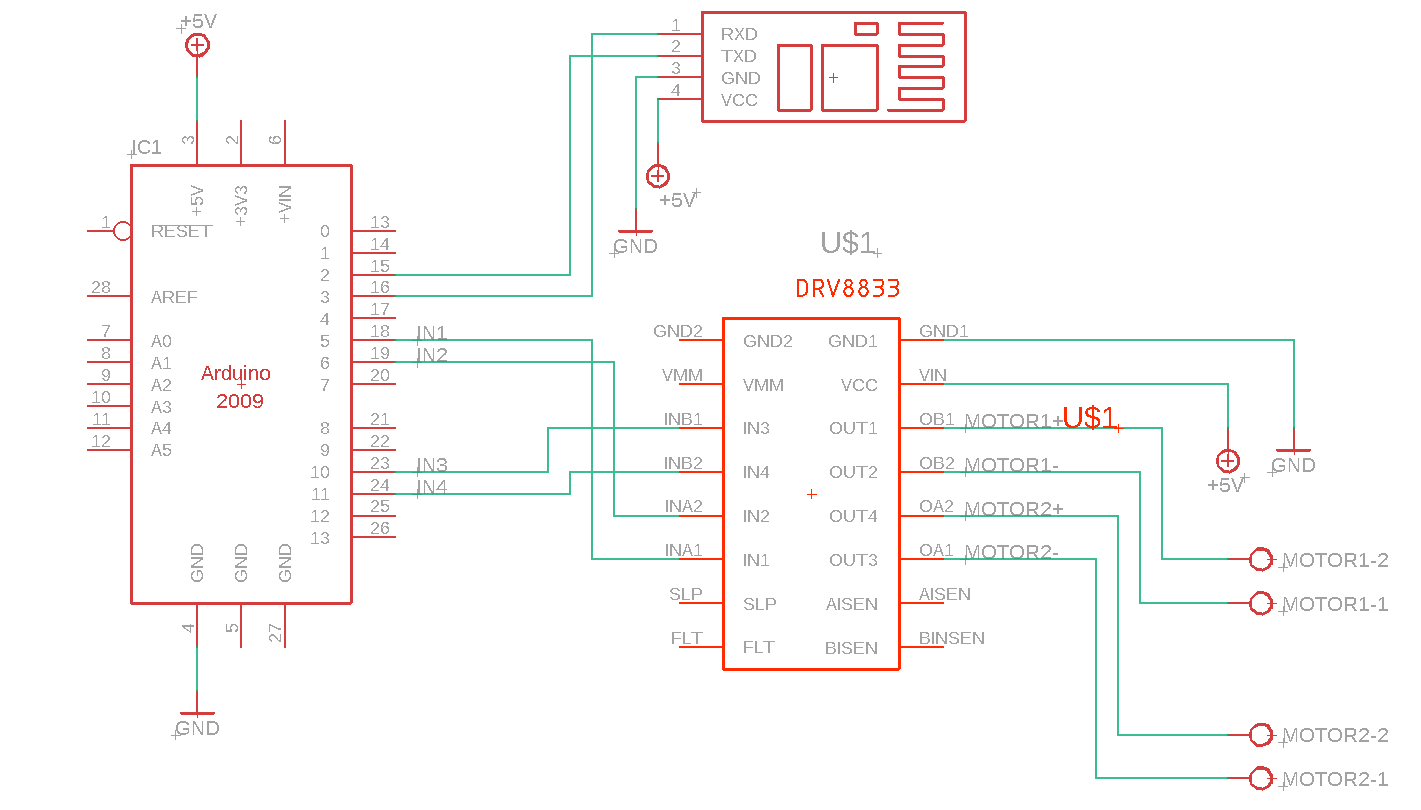 +5V
IC1
3
2
6
+5V
+3V3
+VIN
1
RESET
28
AREF
7
A0
8
A1
9
A2
10
A3
11
A4
12
A5
Arduino
2009
0
13
1
14
2
15
3
16
4
17
5
18
6
19
7
20
8
21
9
22
10
23
11
24
12
25
13
26
GND
GND
GND
4
5
27
GND
IN1
IN2
IN3
IN4
1
RXD
2
TXD
3
GND
4
VCC
+5V
GND
U$1
DRV8833
GND2
GND2
GND1
GND1
VMM
VMM
VCC
VIN
INB1
IN3
OUT1
OB1
MOTOR1+
U$1
INB2
IN4
OUT2
OB2
MOTOR1-
INA2
IN2
OUT4
OA2
MOTOR2+
INA1
IN1
OUT3
OA1
MOTOR2-
SLP
SLP
AISEN
AISEN
FLT
FLT
BISEN
BINSEN
+5V
GND
MOTOR1-2
MOTOR1-1
MOTOR2-2
MOTOR2-1